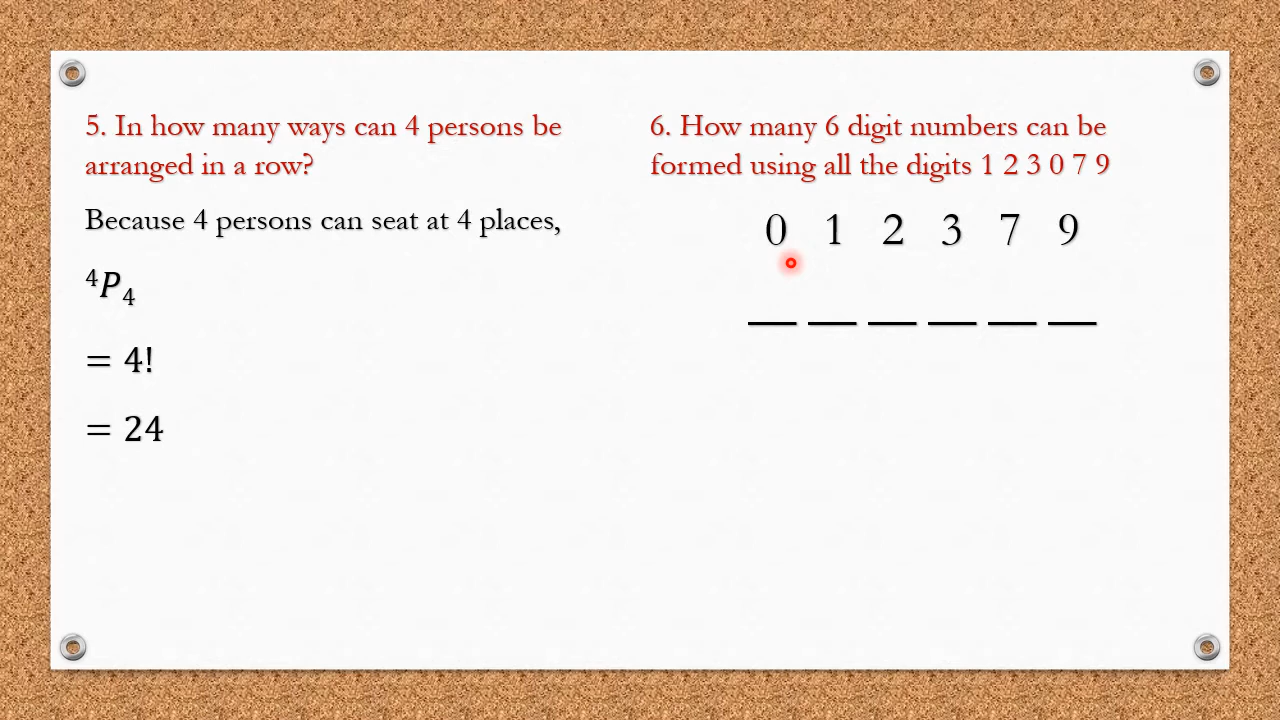 5. In how many ways can 4 persons be
arranged in a row?
Because 4 persons can seat at 4 places,
⁴P₄
= 4!
= 24
6. How many 6 digit numbers can be
formed using all the digits 1 2 3 0 7 9
0 1 2 3 7 9